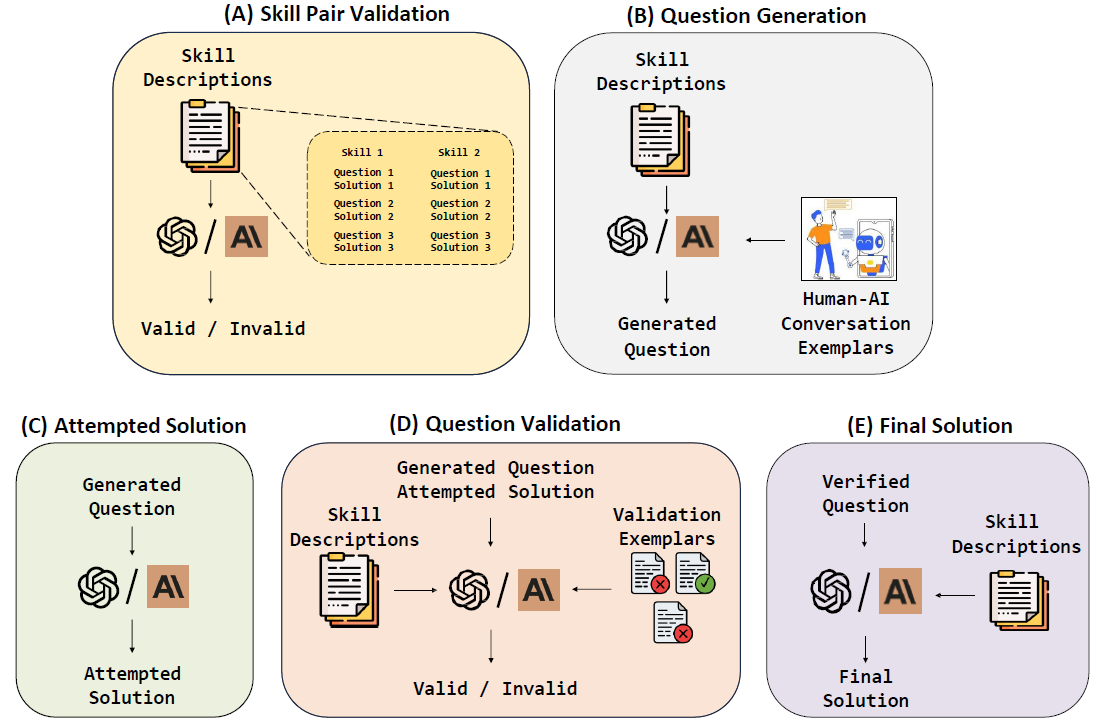 (A) Skill Pair Validation
Skill
Descriptions
Skill 1
Skill 2
Question 1
Solution 1
Question 1
Solution 1
Question 2
Solution 2
Question 2
Solution 2
Question 3
Solution 3
Question 3
Solution 3
/ A\
Valid / Invalid
(B) Question Generation
Skill
Descriptions
/ A\
Human-AI
Conversation
Exemplars
Generated
Question
(C) Attempted Solution
Generated
Question
/ A\
Attempted
Solution
(D) Question Validation
Generated Question
Attempted Solution
Skill
Descriptions
Validation
Exemplars
/ A\
Valid / Invalid
(E) Final Solution
Verified
Question
Skill
Descriptions
/ A\
Final
Solution